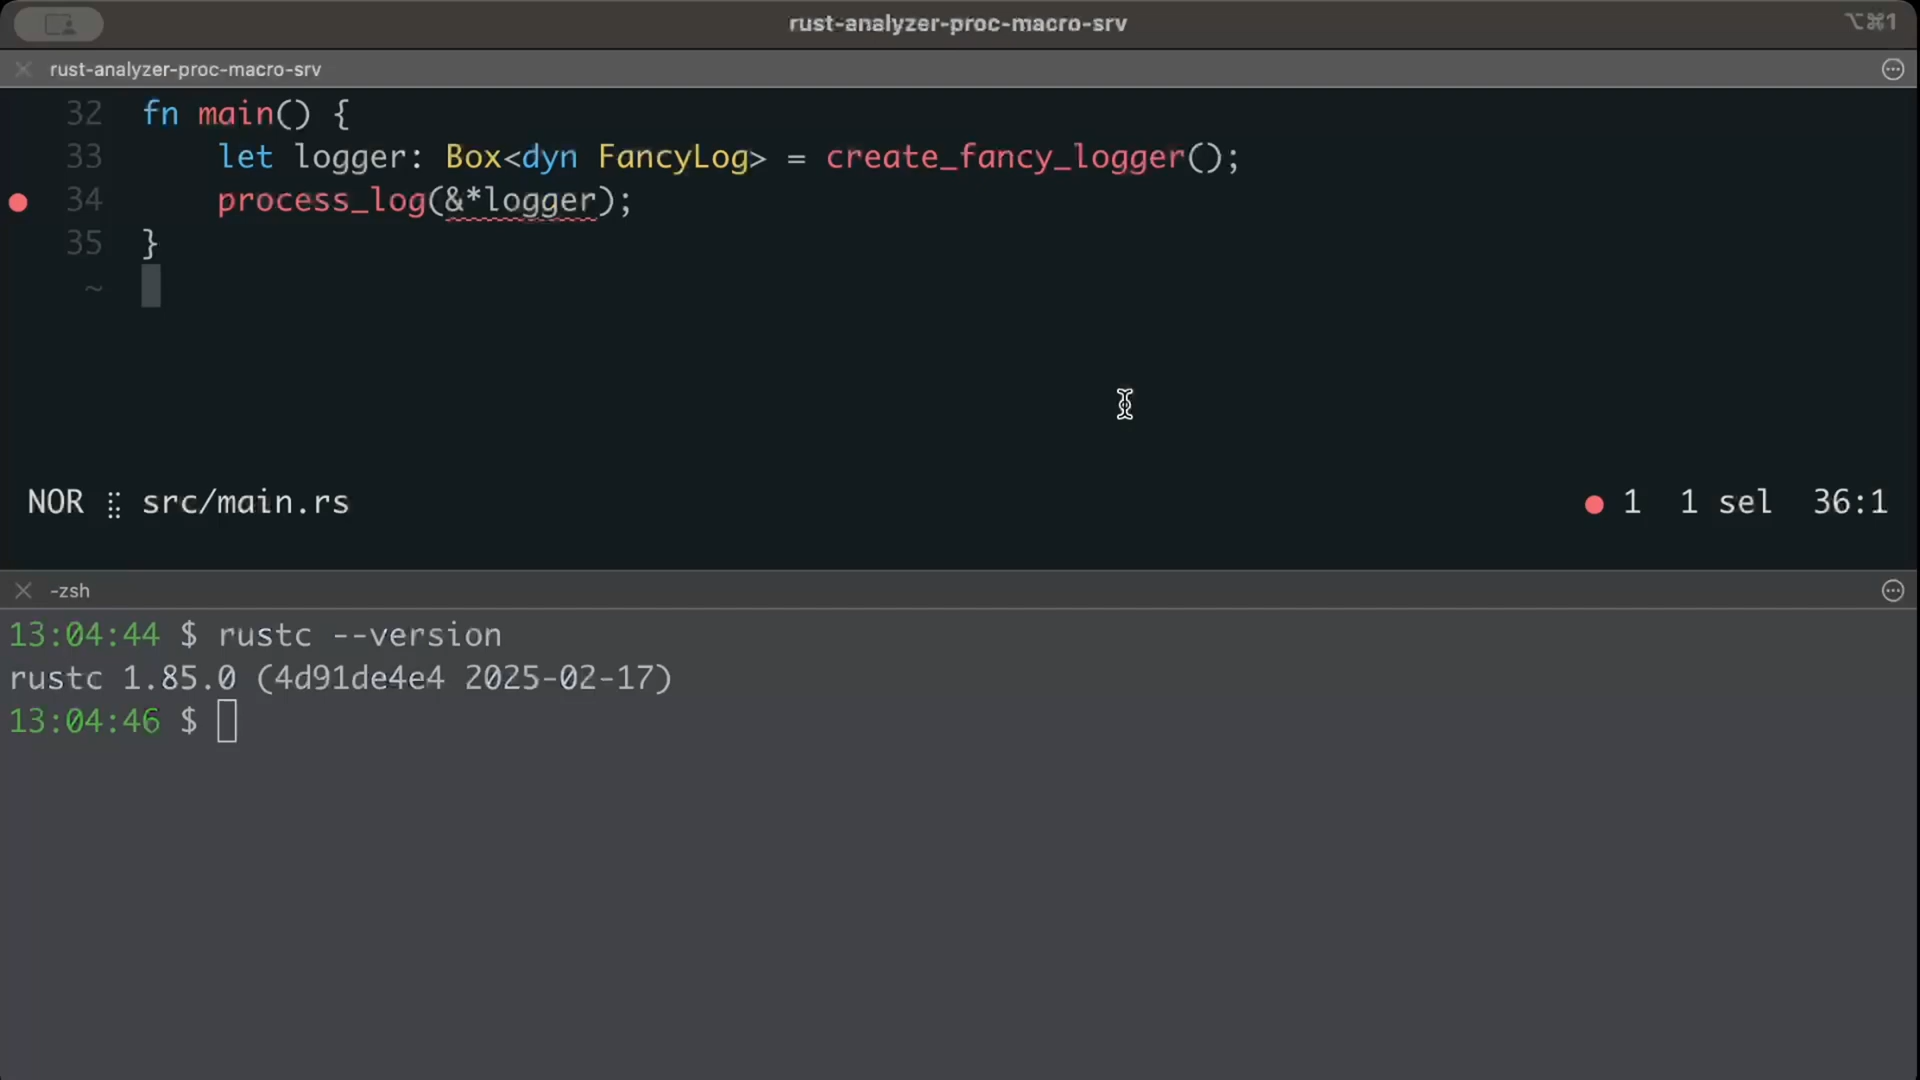 rust-analyzer-proc-macro-srv
⌥⌘1
rust-analyzer-proc-macro-srv
32 fn main() {
33 let logger: Box<dyn FancyLog> = create_fancy_logger();
34 process_log(&*logger);
35 }
~
NOR src/main.rs 1 1 sel 36:1
-zsh
13:04:44 $ rustc --version
rustc 1.85.0 (4d91de4e4 2025-02-17)
13:04:46 $